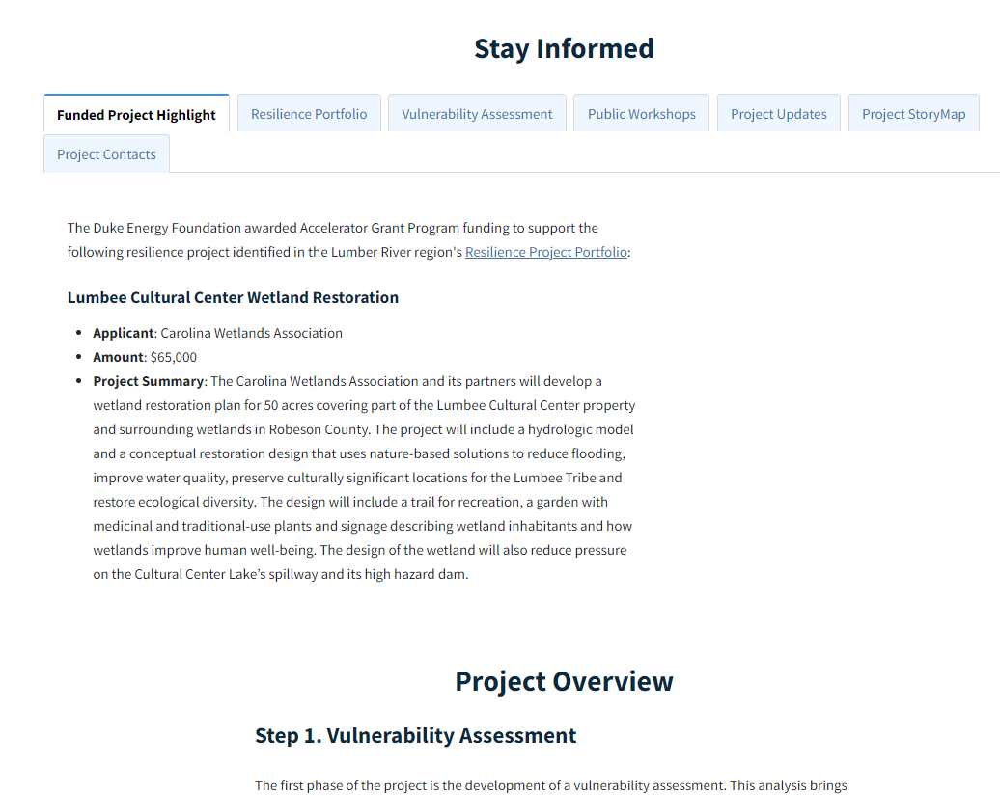 Stay Informed
Funded Project Highlight
Resilience Portfolio
Vulnerability Assessment
Public Workshops
Project Updates
Project StoryMap
Project Contacts
The Duke Energy Foundation awarded Accelerator Grant Program funding to support the
following resilience project identified in the Lumber River region's Resilience Project Portfolio:
Lumbee Cultural Center Wetland Restoration
• Applicant: Carolina Wetlands Association
• Amount: $65,000
• Project Summary: The Carolina Wetlands Association and its partners will develop a
wetland restoration plan for 50 acres covering part of the Lumbee Cultural Center property
and surrounding wetlands in Robeson County. The project will include a hydrologic model
and a conceptual restoration design that uses nature-based solutions to reduce flooding,
improve water quality, preserve culturally significant locations for the Lumbee Tribe and
restore ecological diversity. The design will include a trail for recreation, a garden with
medicinal and traditional-use plants and signage describing wetland inhabitants and how
wetlands improve human well-being. The design of the wetland will also reduce pressure
on the Cultural Center Lake’s spillway and its high hazard dam.
Project Overview
Step 1. Vulnerability Assessment
The first phase of the project is the development of a vulnerability assessment. This analysis brings